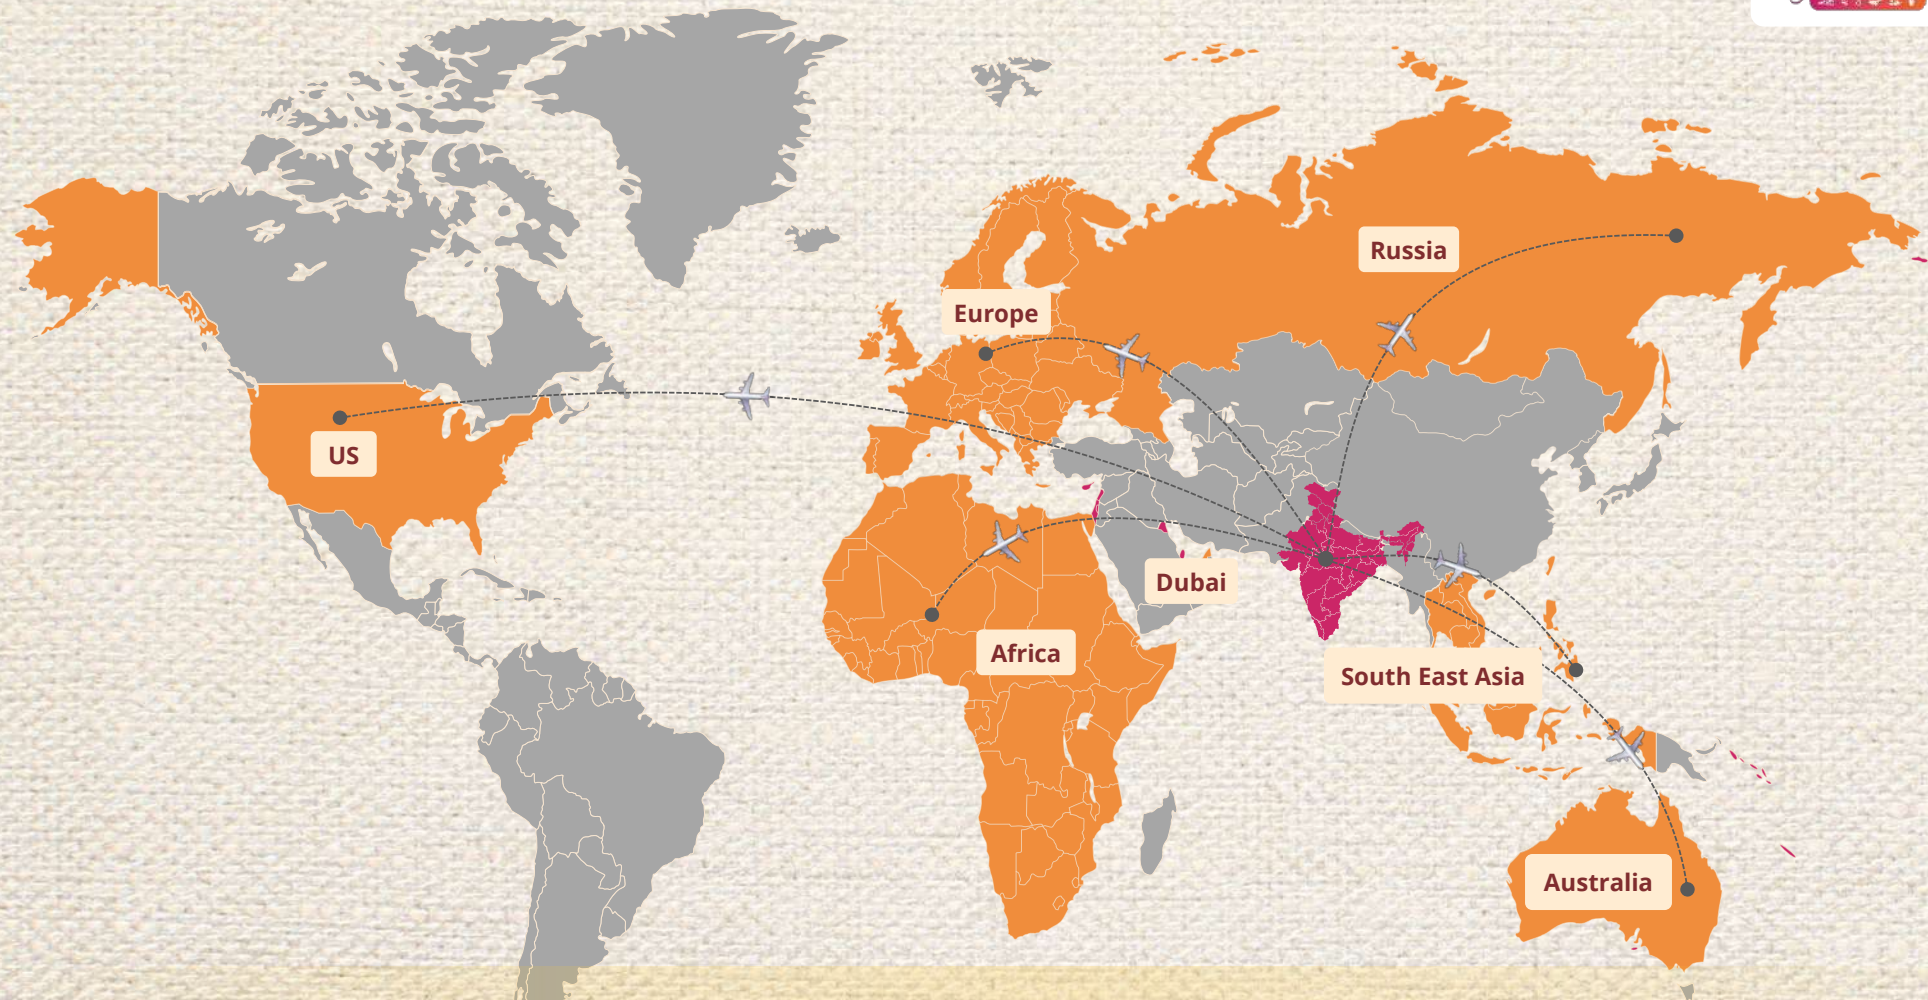 Russia
Europe
US
Dubai
Africa
South East Asia
Australia